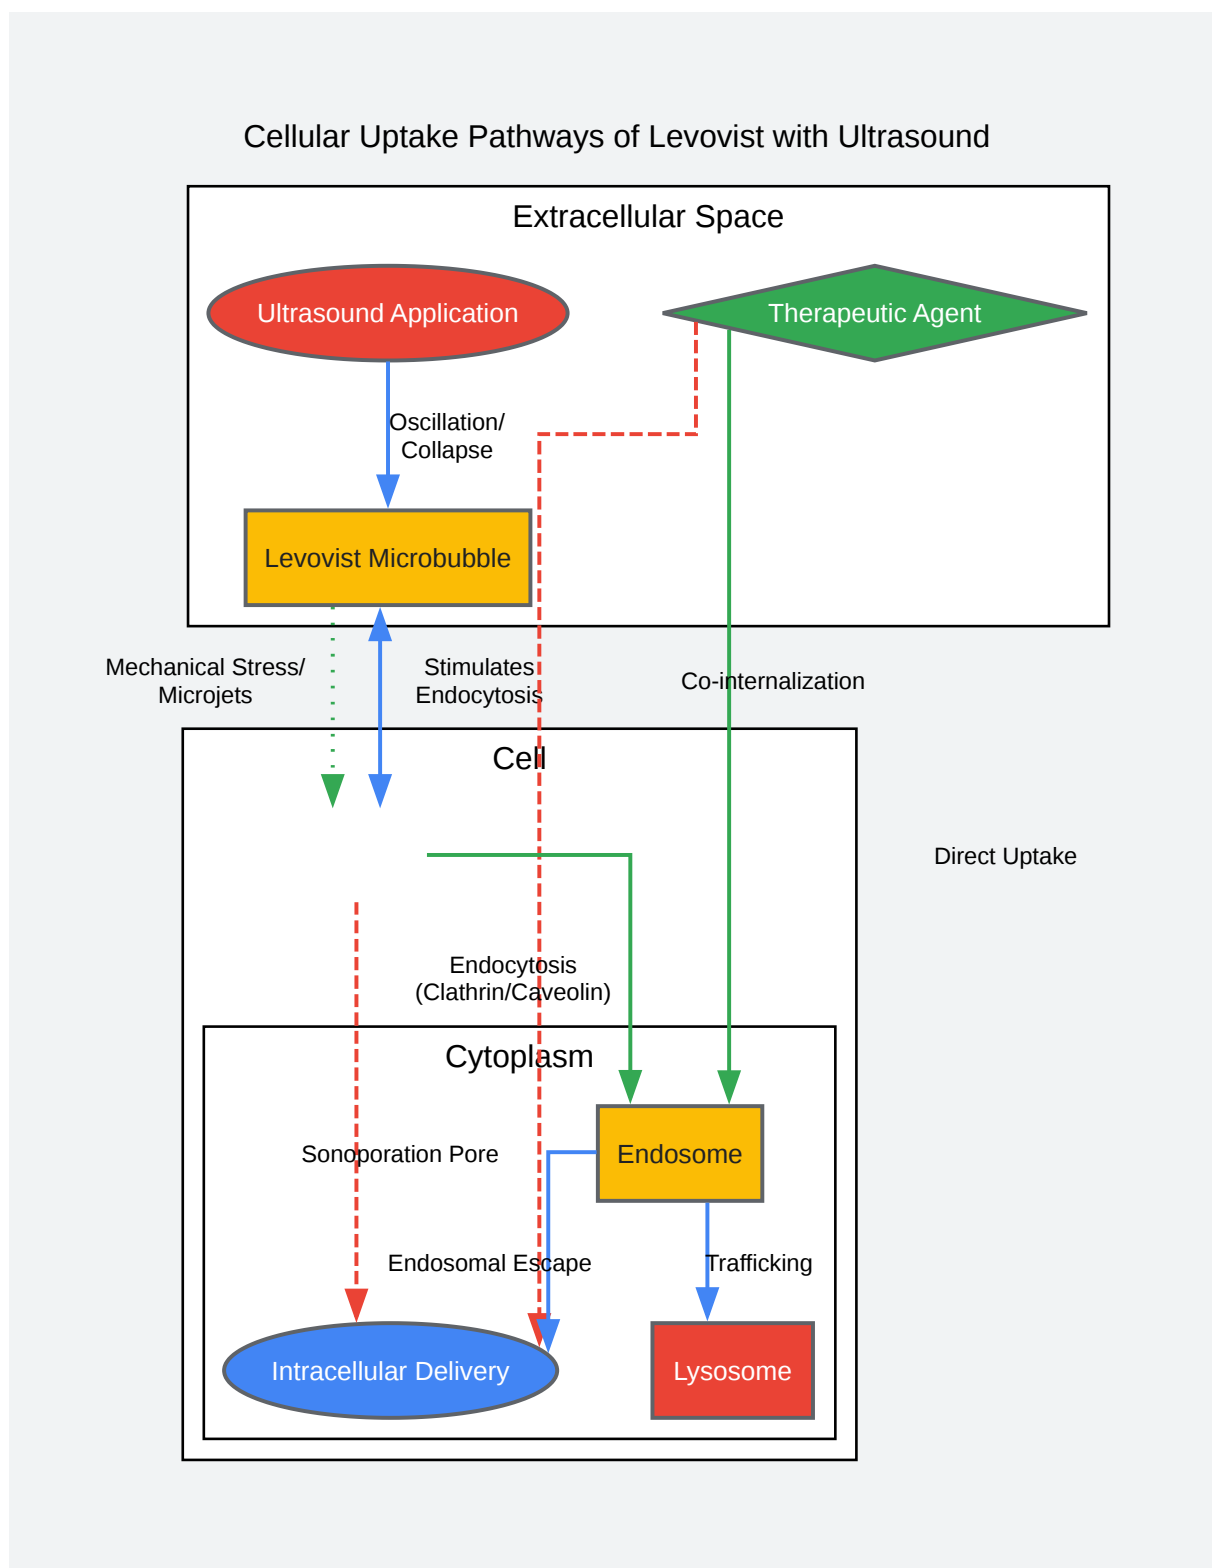 Cellular Uptake Pathways of Levovist with Ultrasound
Extracellular Space
Ultrasound Application
Therapeutic Agent
Oscillation/
Collapse
Levovist Microbubble
Mechanical Stress/
Microjets
Stimulates
Endocytosis
Co-internalization
Cell
Direct Uptake
Endocytosis
(Clathrin/Caveolin)
Cytoplasm
Sonoporation Pore
Endosome
Endosomal Escape
Trafficking
Intracellular Delivery
Lysosome